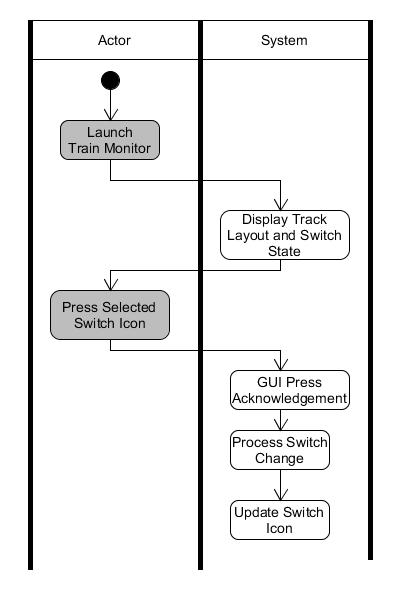 Actor
System
Launch
Train Monitor
Display Track
Layout and Switch
State
Press Selected
Switch Icon
GUI Press
Acknowledgement
Process Switch
Change
Update Switch
Icon